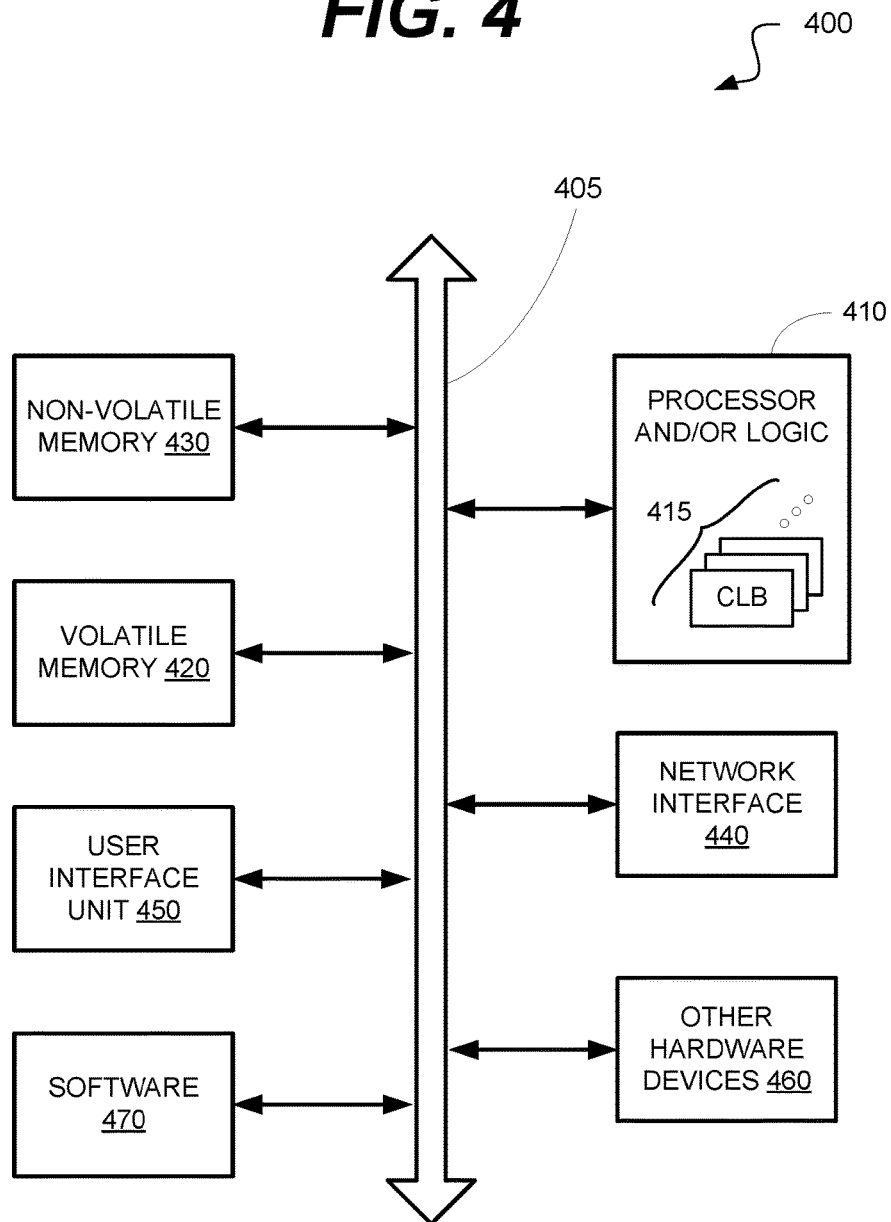 FIG. 4
400
405
410
NON-VOLATILE
MEMORY 430
PROCESSOR
AND/OR LOGIC
415
CLB
VOLATILE
MEMORY 420
NETWORK
INTERFACE
440
USER
INTERFACE
UNIT 450
OTHER
HARDWARE
DEVICES 460
SOFTWARE
470